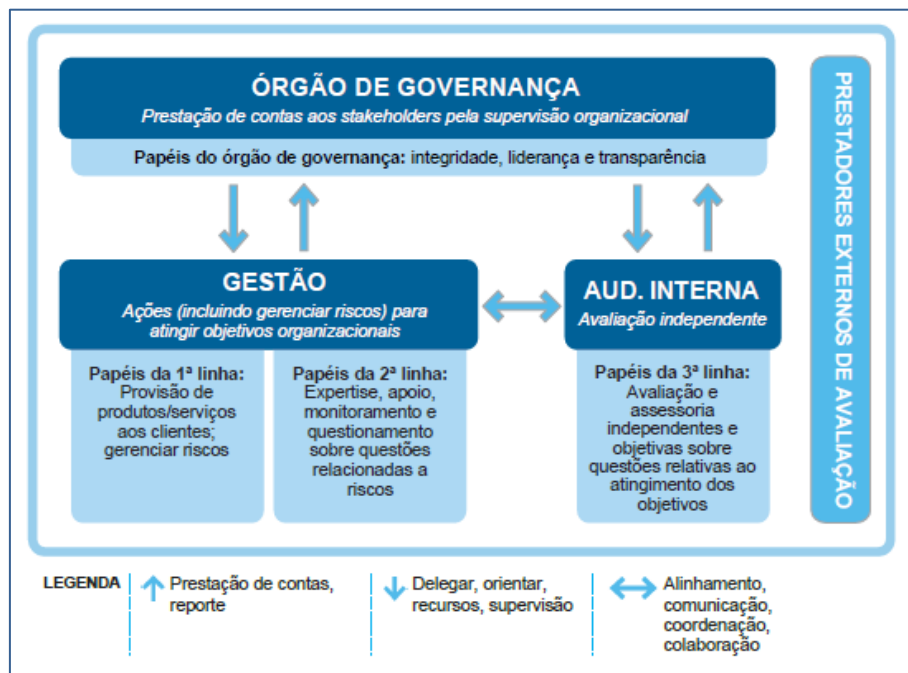 ÓRGÃO DE GOVERNANÇA
Prestação de contas aos stakeholders pela supervisão organizacional
Papéis do órgão de governança: integridade, liderança e transparência
GESTÃO
Ações (incluindo gerenciar riscos) para
atingir objetivos organizacionais
Papéis da 1ª linha:
Provisão de
produtos/serviços
aos clientes;
gerenciar riscos
Papéis da 2ª linha:
Expertise, apoio,
monitoramento e
questionamento
sobre questões
relacionadas a
riscos
AUD. INTERNA
Avaliação independente
Papéis da 3ª linha:
Avaliação e
assessoria
independentes e
objetivas sobre
questões relativas ao
atingimento dos
objetivos
PRESTADORES EXTERNOS DE AVALIAÇÃO
LEGENDA
Prestação de contas,
reporte
Delegar, orientar,
recursos, supervisão
Alinhamento,
comunicação,
coordenação,
colaboração